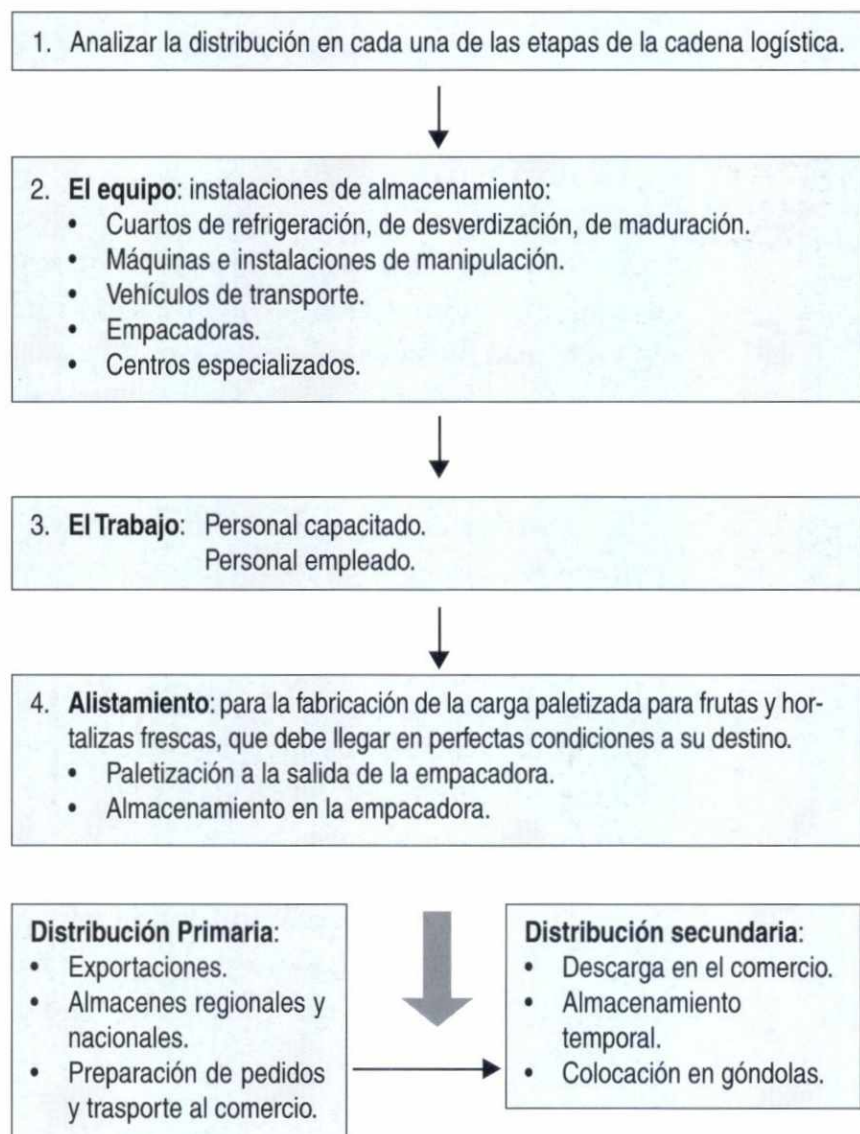 1. Analizar la distribución en cada una de las etapas de la cadena logística.
2. El equipo: instalaciones de almacenamiento:
• Cuartos de refrigeración, de desverdización, de maduración.
• Máquinas e instalaciones de manipulación.
• Vehículos de transporte.
• Empacadoras.
• Centros especializados.
3. El Trabajo: Personal capacitado.
Personal empleado.
4. Alistamiento: para la fabricación de la carga paletizada para frutas y hor-
talizas frescas, que debe llegar en perfectas condiciones a su destino.
• Paletización a la salida de la empacadora.
• Almacenamiento en la empacadora.
Distribución Primaria:
• Exportaciones.
• Almacenes regionales y
nacionales.
• Preparación de pedidos
y trasporte al comercio.
Distribución secundaria:
• Descarga en el comercio.
• Almacenamiento
temporal.
• Colocación en góndolas.